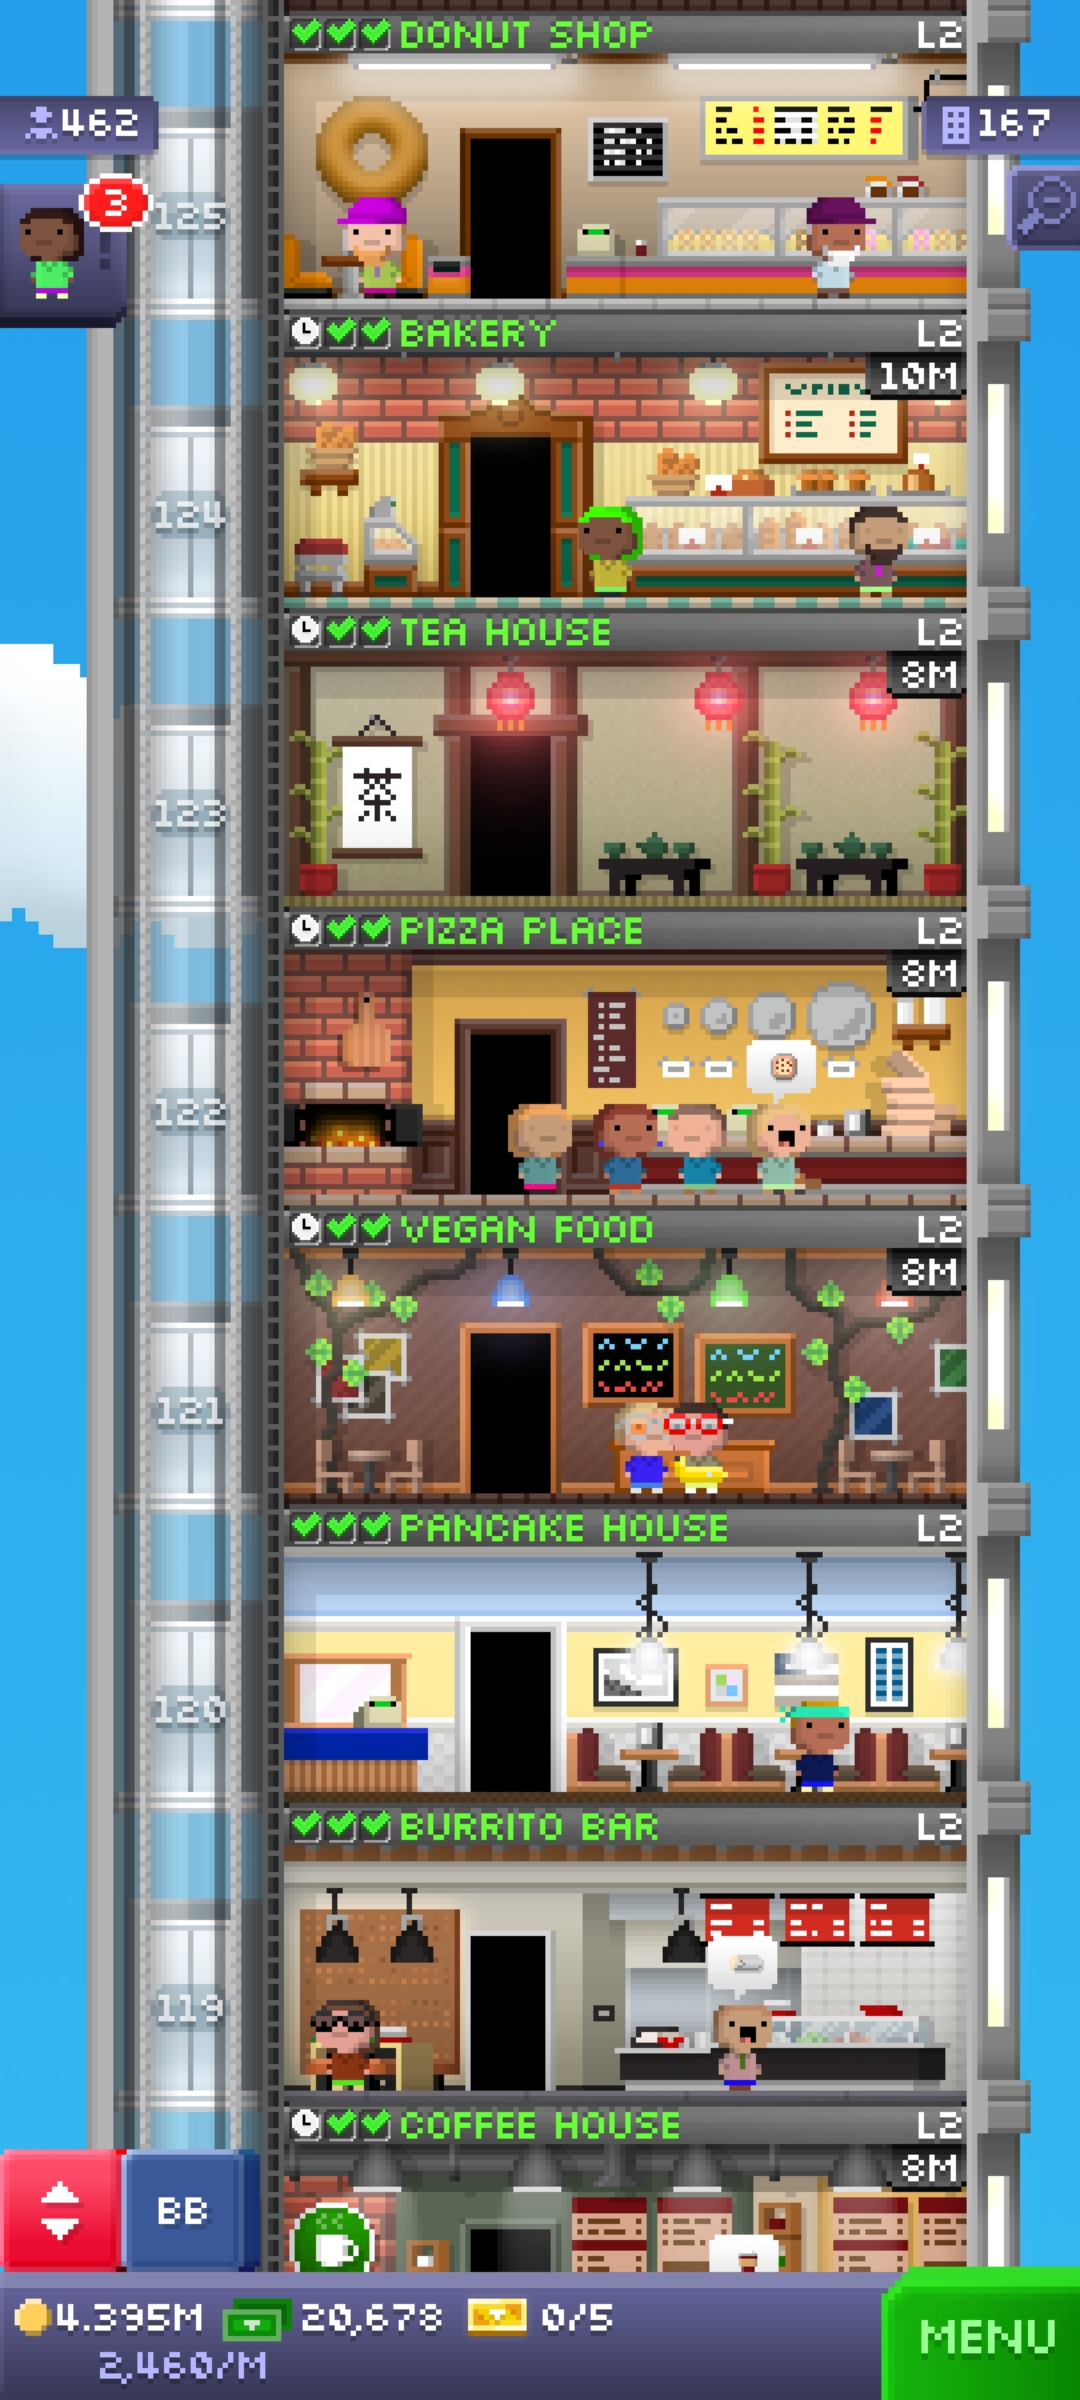 DONUT SHOP L2
462
167
3
125
BAKERY L2
10M
124
TEA HOUSE L2
8M
茶
123
PIZZA PLACE L2
8M
122
VEGAN FOOD L2
8M
121
PANCAKE HOUSE L2
120
BURRITO BAR L2
119
COFFEE HOUSE L2
8M
BB
4.395M 20,678 0/5
2,460/M
MENU